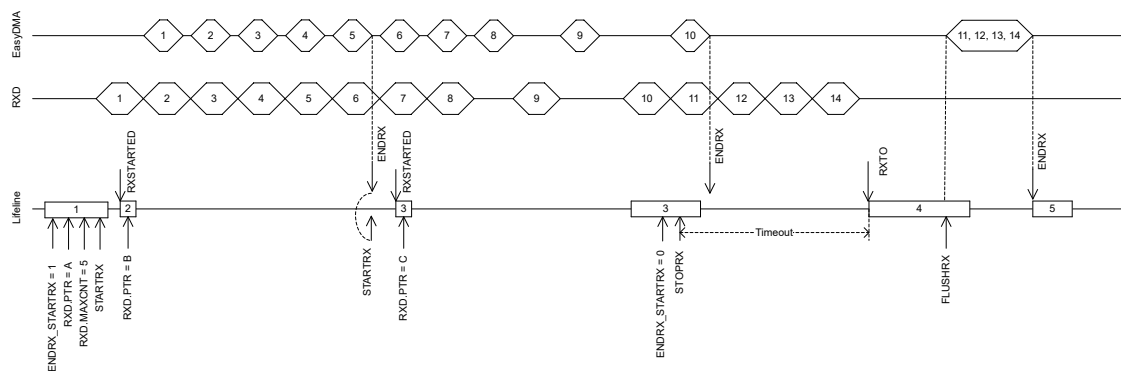 EasyDMA
1 2 3 4 5 6 7 8 9 10 11, 12, 13, 14
RXD
1 2 3 4 5 6 7 8 9 10 11 12 13 14
RXSTARTED
ENDRX
RXSTARTED
ENDRX
RXTO
ENDRX
Lifeline
1 2 3 3 4 5
Timeout
ENDRX_STARTRX = 1
RXD.PTR = A
RXD.MAXCNT = 5
STARTRX
RXD.PTR = B
STARTRX
RXD.PTR = C
ENDRX_STARTRX = 0
STOPRX
FLUSHRX